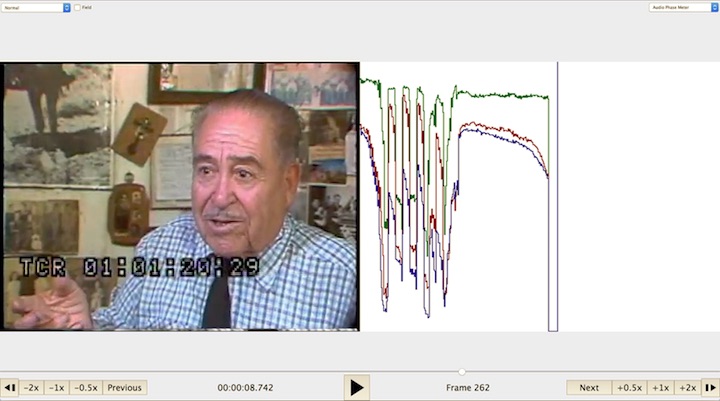 Normal
Field
Audio Phase Meter
TCR 01:01:20:29
−2x
−1x
−0.5x
Previous
00:00:08.742
Frame 262
Next
+0.5x
+1x
+2x